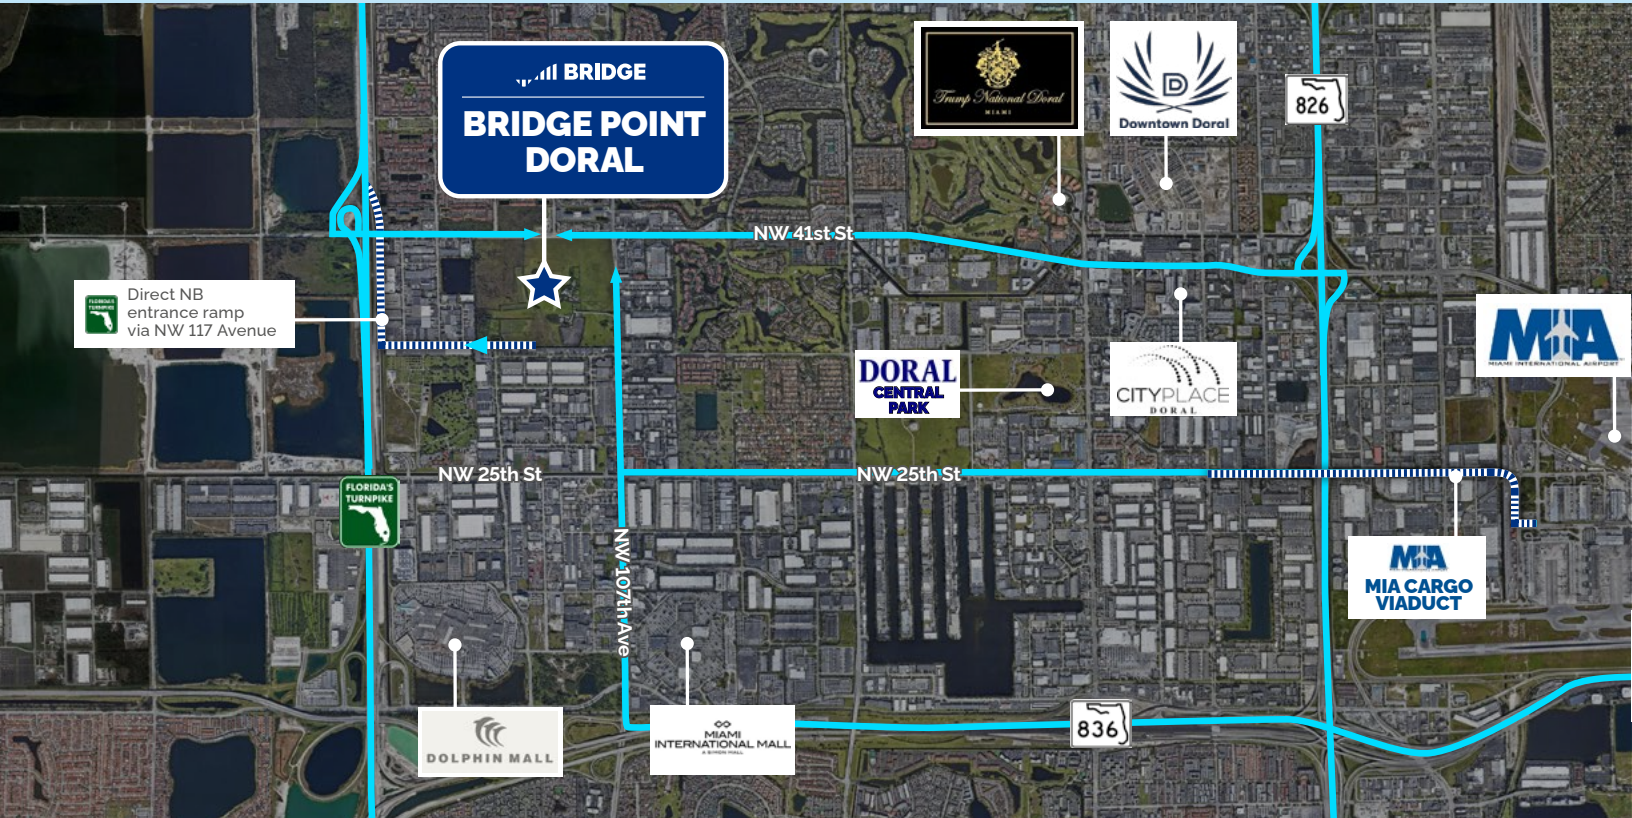 BRIDGE
BRIDGE POINT
DORAL
Trump National Doral
MIAMI
D
Downtown Doral
826
NW 41st St
FLORIDA'S
TURNPIKE
Direct NB
entrance ramp
via NW 117 Avenue
MIA
MIAMI INTERNATIONAL AIRPORT
DORAL
CENTRAL
PARK
CITYPLACE
DORAL
NW 25th St
NW 25th St
FLORIDA'S
TURNPIKE
NW 107th Ave
MIA
MIA CARGO
VIADUCT
DOLPHIN MALL
MIAMI
INTERNATIONAL MALL
A SIMON MALL
836